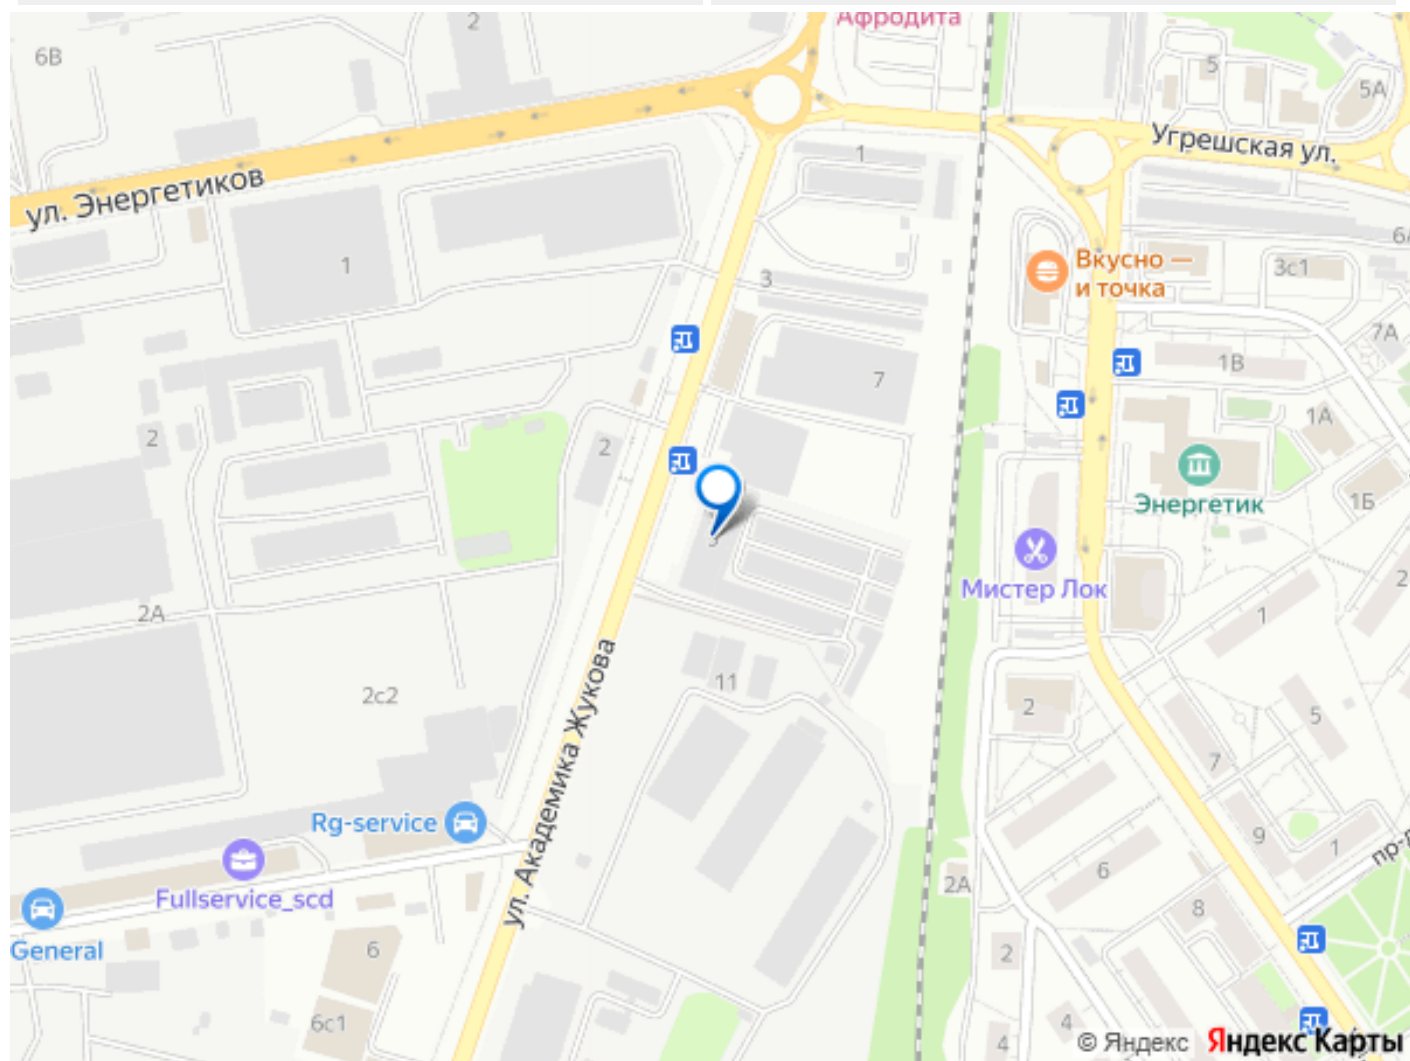 2
Афродита
6В
5
5А
Угрешская ул.
1
ул. Энергетиков
Вкусно —
и точка
3с1
1
3
7А
1В
7
1А
2
2
Энергетик
1Б
Мистер Лок
2
1
2А
ул. Академика Жукова
11
2с2
2
5
7
Rg-service
9
1
Fullservice_scd
6
2А
8
General
6
2
6с1
4
4
© Яндекс Яндекс Карты